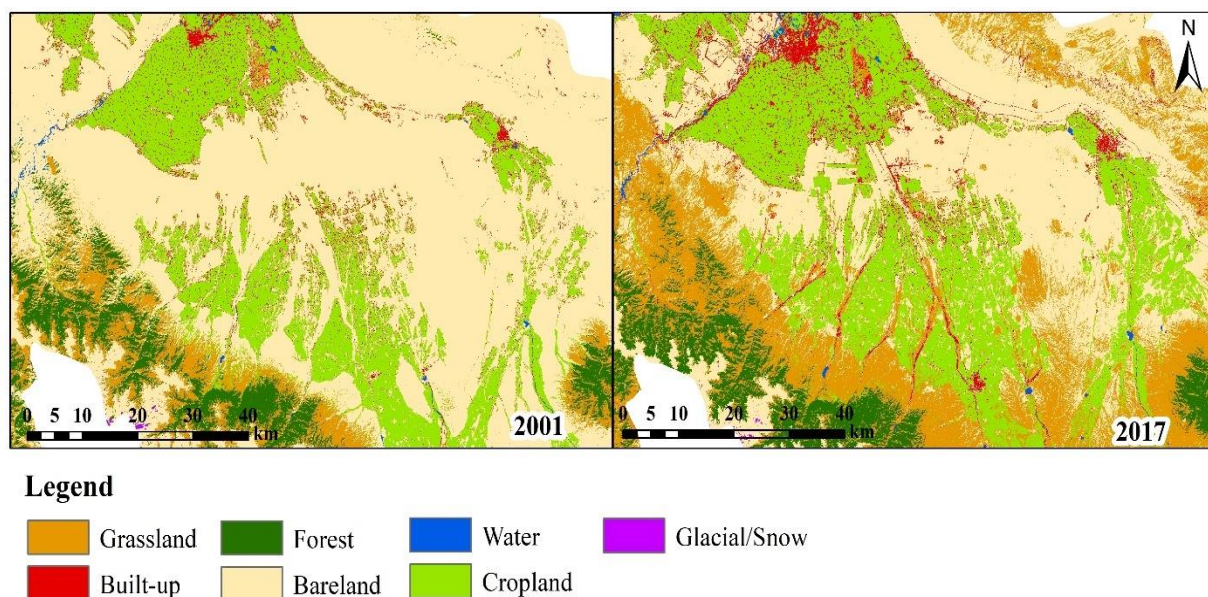 N
0 5 10 20 30 40
km
2001
0 5 10 20 30 40
km
2017
Legend
Grassland Forest Water Glacial/Snow
Built-up Bareland Cropland